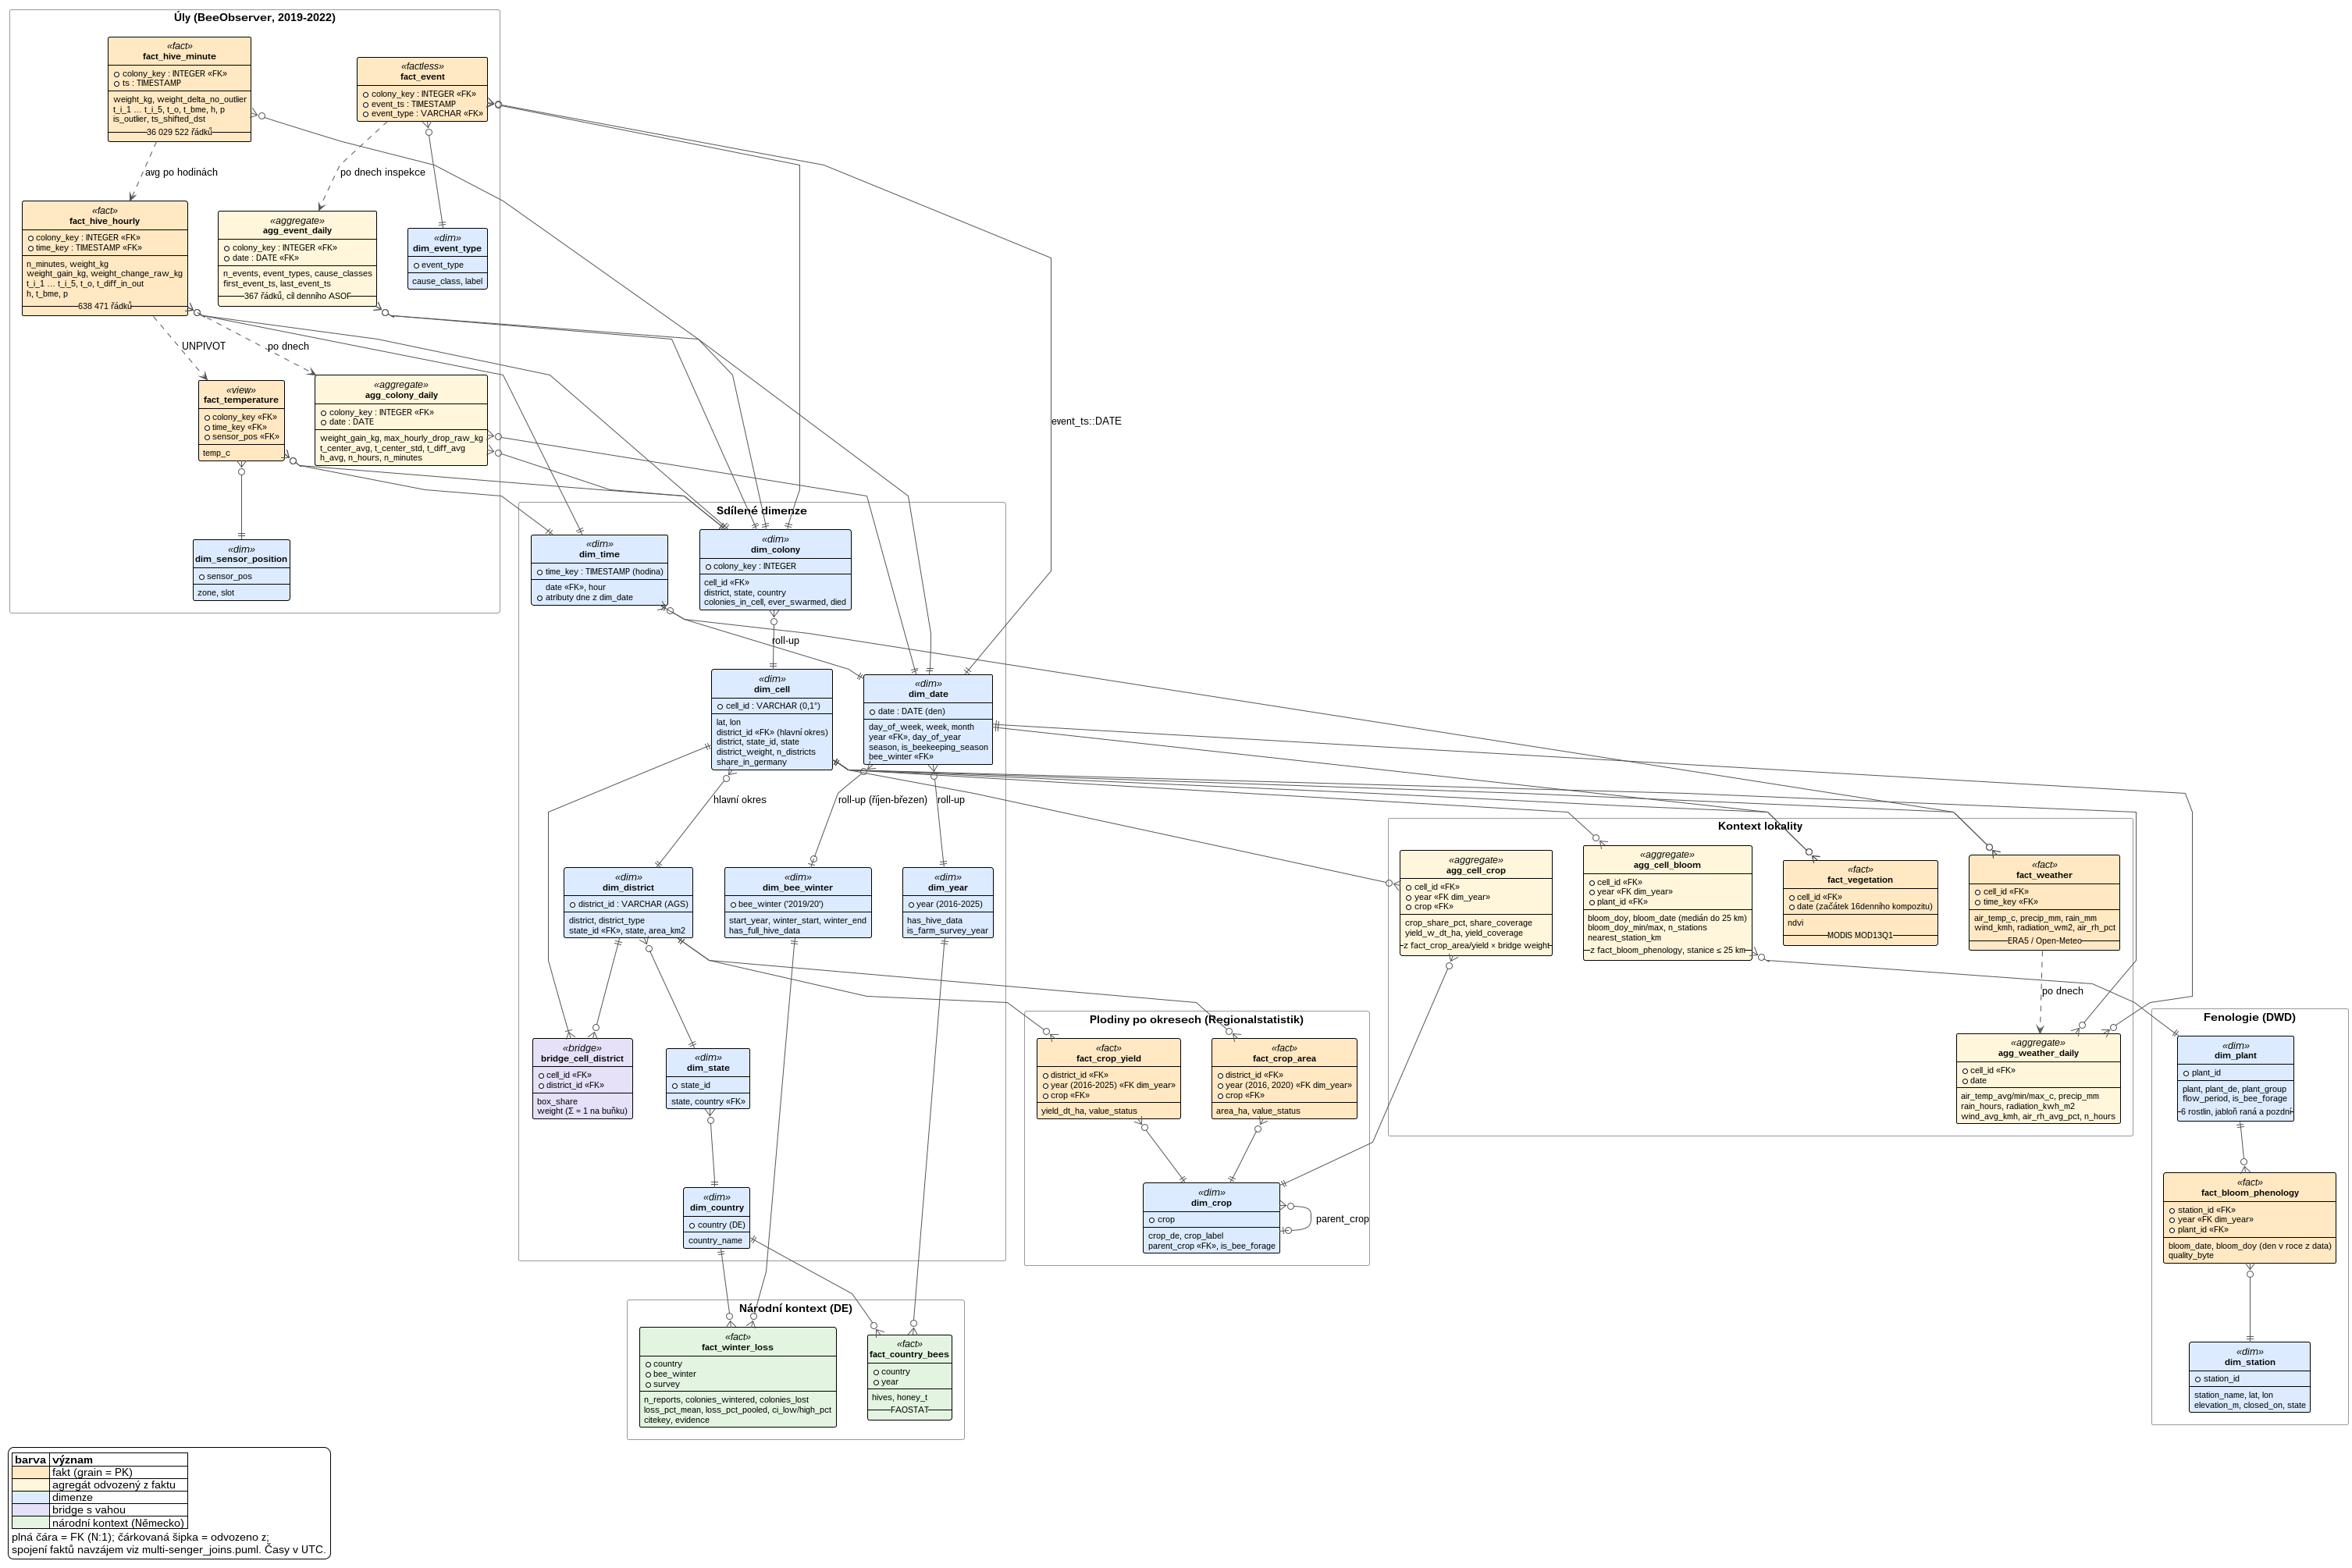 Úly (BeeObserver, 2019-2022)
«fact»
fact_hive_minute
colony_key : INTEGER «FK»
ts : TIMESTAMP
weight_kg, weight_delta_no_outlier
t_i_1 … t_i_5, t_o, t_bme, h, p
is_outlier, ts_shifted_dst
36 029 522 řádků
«factless»
fact_event
colony_key : INTEGER «FK»
event_ts : TIMESTAMP
event_type : VARCHAR «FK»
avg po hodinách
po dnech inspekce
«fact»
fact_hive_hourly
colony_key : INTEGER «FK»
time_key : TIMESTAMP «FK»
n_minutes, weight_kg
weight_gain_kg, weight_change_raw_kg
t_i_1 … t_i_5, t_o, t_diff_in_out
h, t_bme, p
638 471 řádků
«aggregate»
agg_event_daily
colony_key : INTEGER «FK»
date : DATE «FK»
n_events, event_types, cause_classes
first_event_ts, last_event_ts
367 řádků, cíl denního ASOF
«dim»
dim_event_type
event_type
cause_class, label
UNPIVOT
po dnech
«view»
fact_temperature
colony_key «FK»
time_key «FK»
sensor_pos «FK»
temp_c
«aggregate»
agg_colony_daily
colony_key : INTEGER «FK»
date : DATE
weight_gain_kg, max_hourly_drop_raw_kg
t_center_avg, t_center_std, t_diff_avg
h_avg, n_hours, n_minutes
event_ts::DATE
«dim»
dim_sensor_position
sensor_pos
zone, slot
Sdílené dimenze
«dim»
dim_time
time_key : TIMESTAMP (hodina)
date «FK», hour
atributy dne z dim_date
«dim»
dim_colony
colony_key : INTEGER
cell_id «FK»
district, state, country
colonies_in_cell, ever_swarmed, died
roll-up
«dim»
dim_cell
cell_id : VARCHAR (0,1°)
lat, lon
district_id «FK» (hlavní okres)
district, state_id, state
district_weight, n_districts
share_in_germany
«dim»
dim_date
date : DATE (den)
day_of_week, week, month
year «FK», day_of_year
season, is_beekeeping_season
bee_winter «FK»
hlavní okres
roll-up (říjen-březen)
roll-up
«dim»
dim_district
district_id : VARCHAR (AGS)
district, district_type
state_id «FK», state, area_km2
«dim»
dim_bee_winter
bee_winter ('2019/20')
start_year, winter_start, winter_end
has_full_hive_data
«dim»
dim_year
year (2016-2025)
has_hive_data
is_farm_survey_year
«bridge»
bridge_cell_district
cell_id «FK»
district_id «FK»
box_share
weight (Σ = 1 na buňku)
«dim»
dim_state
state_id
state, country «FK»
«dim»
dim_country
country (DE)
country_name
Kontext lokality
«aggregate»
agg_cell_crop
cell_id «FK»
year «FK dim_year»
crop «FK»
crop_share_pct, share_coverage
yield_w_dt_ha, yield_coverage
z fact_crop_area/yield × bridge weight
«aggregate»
agg_cell_bloom
cell_id «FK»
year «FK dim_year»
plant_id «FK»
bloom_doy, bloom_date (medián do 25 km)
bloom_doy_min/max, n_stations
nearest_station_km
z fact_bloom_phenology, stanice ≤ 25 km
«fact»
fact_vegetation
cell_id «FK»
date (začátek 16denního kompozitu)
ndvi
MODIS MOD13Q1
«fact»
fact_weather
cell_id «FK»
time_key «FK»
air_temp_c, precip_mm, rain_mm
wind_kmh, radiation_wm2, air_rh_pct
ERA5 / Open-Meteo
po dnech
«aggregate»
agg_weather_daily
cell_id «FK»
date
air_temp_avg/min/max_c, precip_mm
rain_hours, radiation_kwh_m2
wind_avg_kmh, air_rh_avg_pct, n_hours
Plodiny po okresech (Regionalstatistik)
«fact»
fact_crop_yield
district_id «FK»
year (2016-2025) «FK dim_year»
crop «FK»
yield_dt_ha, value_status
«fact»
fact_crop_area
district_id «FK»
year (2016, 2020) «FK dim_year»
crop «FK»
area_ha, value_status
«dim»
dim_crop
crop
crop_de, crop_label
parent_crop «FK», is_bee_forage
parent_crop
Fenologie (DWD)
«dim»
dim_plant
plant_id
plant, plant_de, plant_group
flow_period, is_bee_forage
6 rostlin, jabloň raná a pozdní
«fact»
fact_bloom_phenology
station_id «FK»
year «FK dim_year»
plant_id «FK»
bloom_date, bloom_doy (den v roce z data)
quality_byte
«dim»
dim_station
station_id
station_name, lat, lon
elevation_m, closed_on, state
Národní kontext (DE)
«fact»
fact_winter_loss
country
bee_winter
survey
n_reports, colonies_wintered, colonies_lost
loss_pct_mean, loss_pct_pooled, ci_low/high_pct
citekey, evidence
«fact»
fact_country_bees
country
year
hives, honey_t
FAOSTAT
barva význam
fakt (grain = PK)
agregát odvozený z faktu
dimenze
bridge s vahou
národní kontext (Německo)
plná čára = FK (N:1); čárkovaná šipka = odvozeno z;
spojení faktů navzájem viz multi-senger_joins.puml. Časy v UTC.